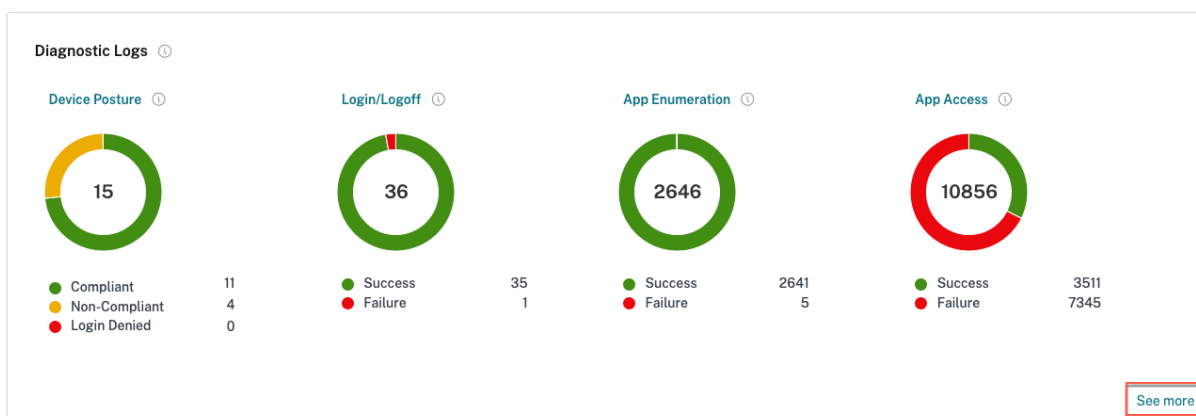 Diagnostic Logs
Device Posture
Login/Logoff
App Enumeration
App Access
15
36
2646
10856
Compliant 11
Non-Compliant 4
Login Denied 0
Success 35
Failure 1
Success 2641
Failure 5
Success 3511
Failure 7345
See more